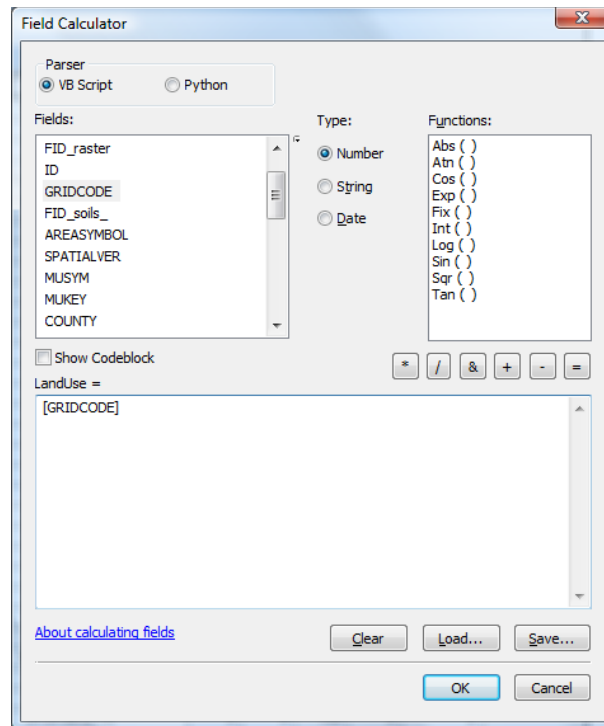 Field Calculator
Parser
VB Script Python
Fields: Type: Functions:
FID_raster
ID
GRIDCODE
FID_soils_
AREASYMBOL
SPATIALVER
MUSYM
MUKEY
COUNTY
Number
String
Date
Abs ( )
Atn ( )
Cos ( )
Exp ( )
Fix ( )
Int ( )
Log ( )
Sin ( )
Sqr ( )
Tan ( )
Show Codeblock
* / & + - =
LandUse =
[GRIDCODE]
About calculating fields Clear Load... Save...
OK Cancel